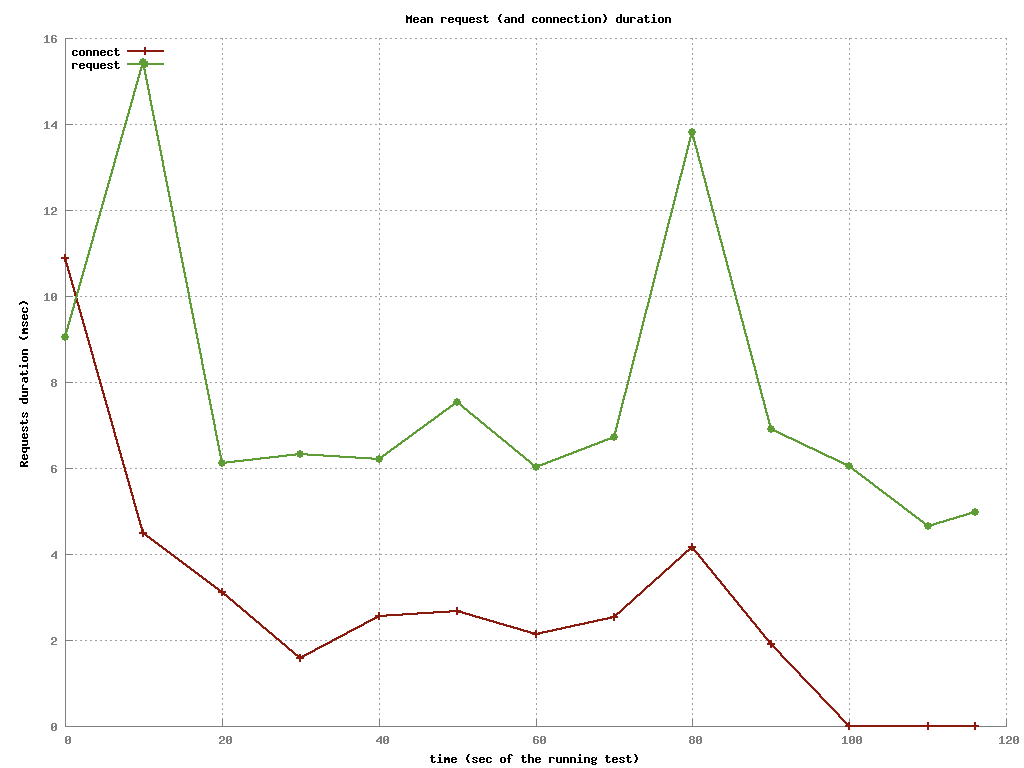 Mean request (and connection) duration
16
connect
request
14
12
10
8
6
4
2
0
Requests duration (msec)
0 20 40 60 80 100 120
time (sec of the running test)